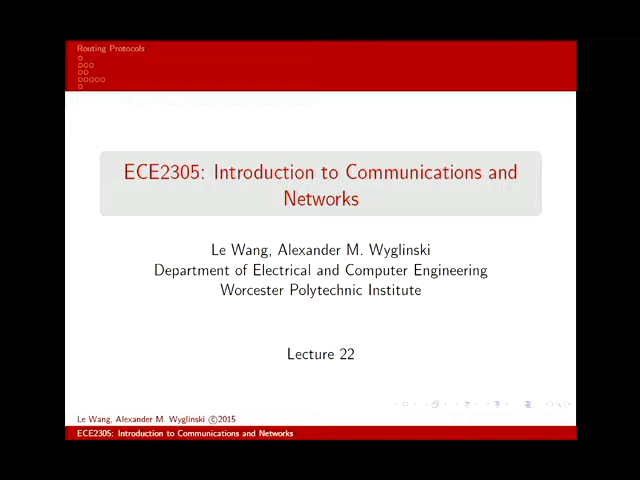 Routing Protocols
ECE2305: Introduction to Communications and
Networks
Le Wang, Alexander M. Wyglinski
Department of Electrical and Computer Engineering
Worcester Polytechnic Institute
Lecture 22
Le Wang, Alexander M. Wyglinski ©2015
ECE2305: Introduction to Communications and Networks